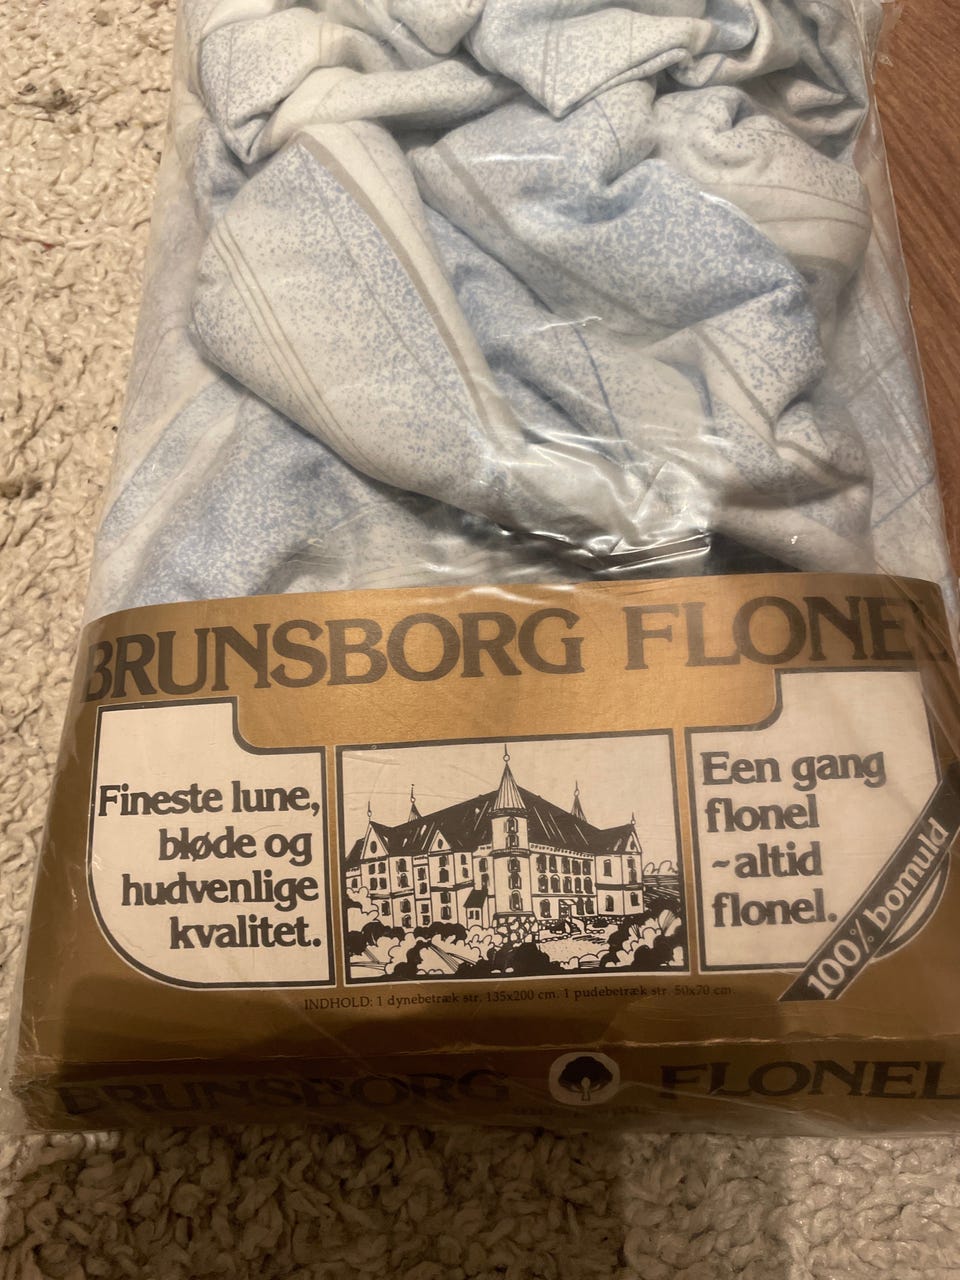 BRUNSBORG FLONEL
Fineste lune,
bløde og
hudvenlige
kvalitet.
Een gang
flonel
~altid
flonel.
100% bomuld
INDHOLD: 1 dynebetræk str. 135x200 cm. 1 pudebetræk str. 50x70 cm.
BRUNSBORG FLONEL